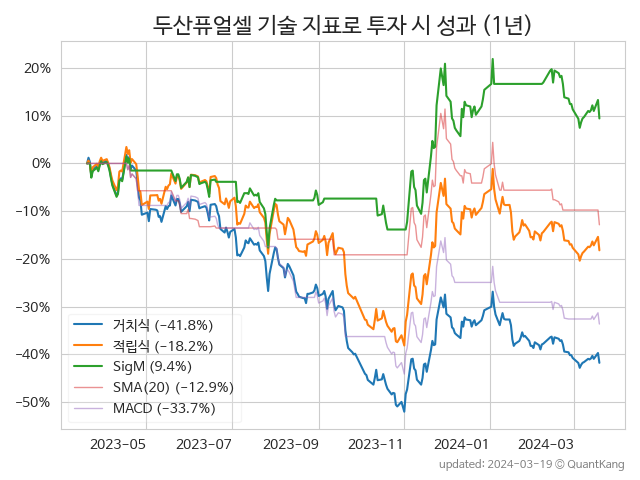 두산퓨얼셀 기술 지표로 투자 시 성과 (1년)
20%
10%
0%
−10%
−20%
−30%
−40%
−50%
거치식 (−41.8%)
적립식 (−18.2%)
SigM (9.4%)
SMA(20) (−12.9%)
MACD (−33.7%)
2023−05
2023−07
2023−09
2023−11
2024−01
2024−03
updated: 2024−03−19 © QuantKang